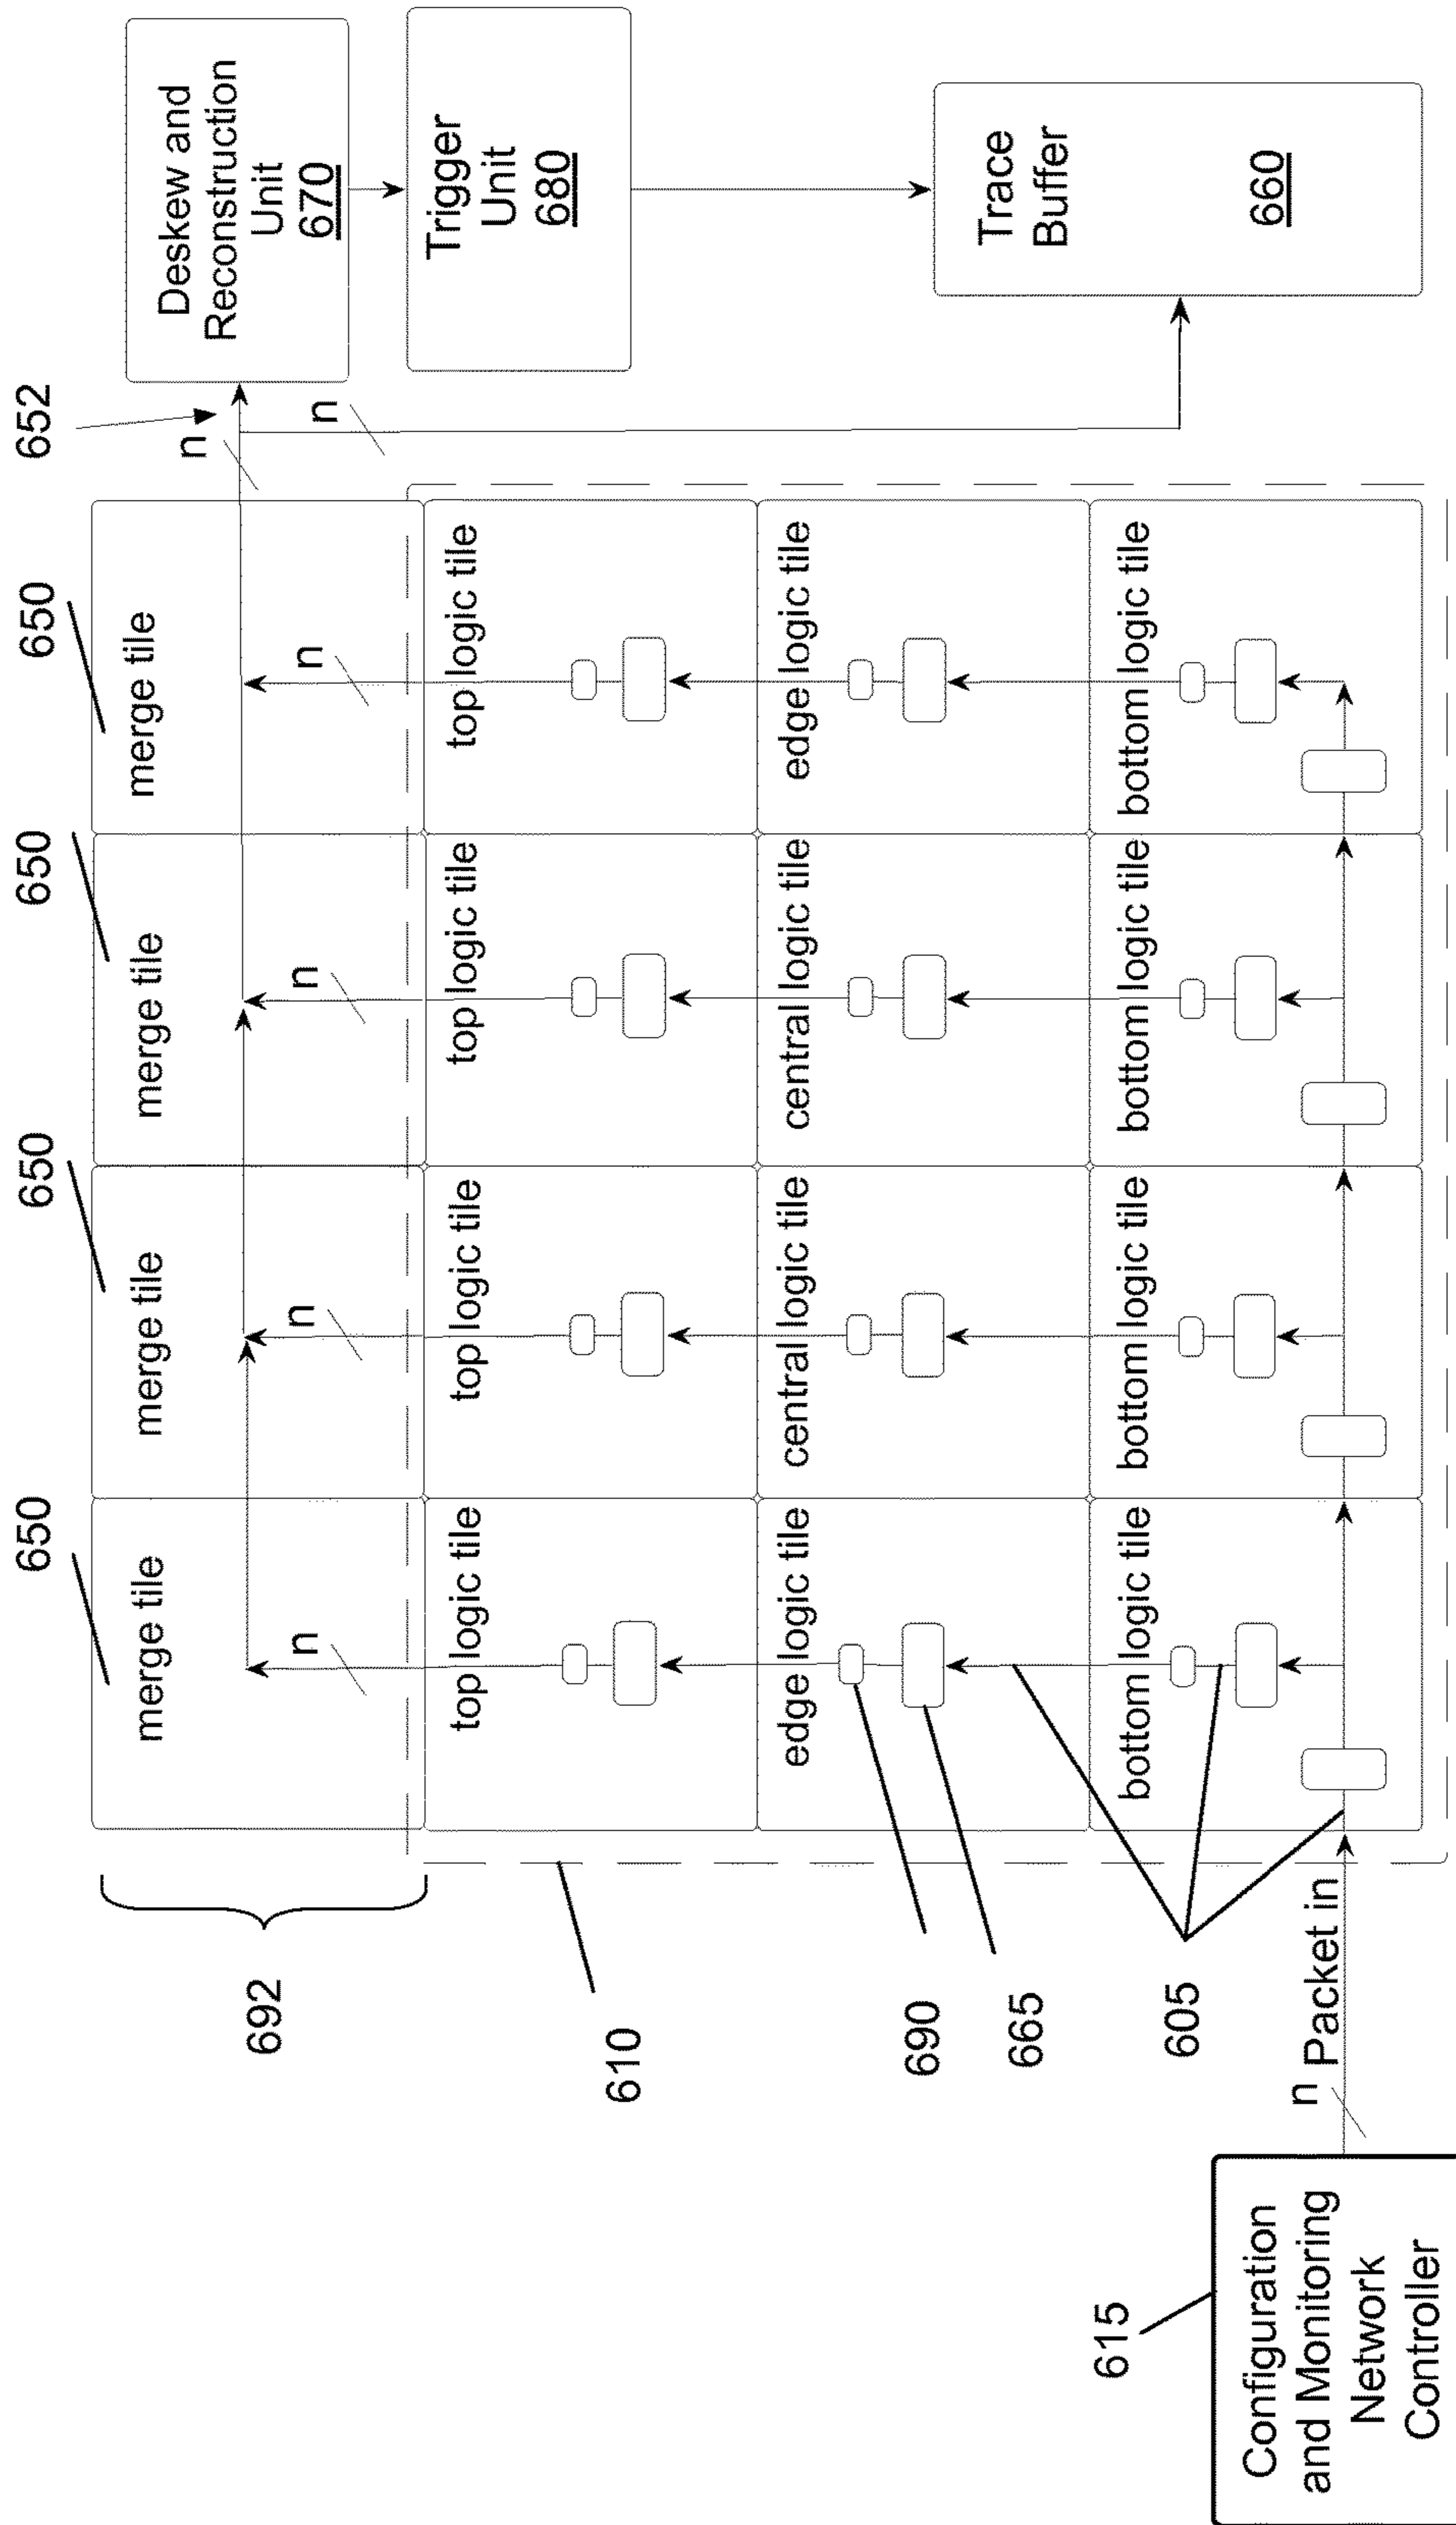 650
650
650
650
652
merge tile
merge tile
merge tile
merge tile
n
n
n
n
n
n
692
Deskew and
Reconstruction
Unit
670
top logic tile
top logic tile
top logic tile
top logic tile
Trigger
Unit
680
610
edge logic tile
central logic tile
central logic tile
edge logic tile
690
665
bottom logic tile
bottom logic tile
bottom logic tile
bottom logic tile
Trace
Buffer
660
605
615
n
Packet in
Configuration
and Monitoring
Network
Controller